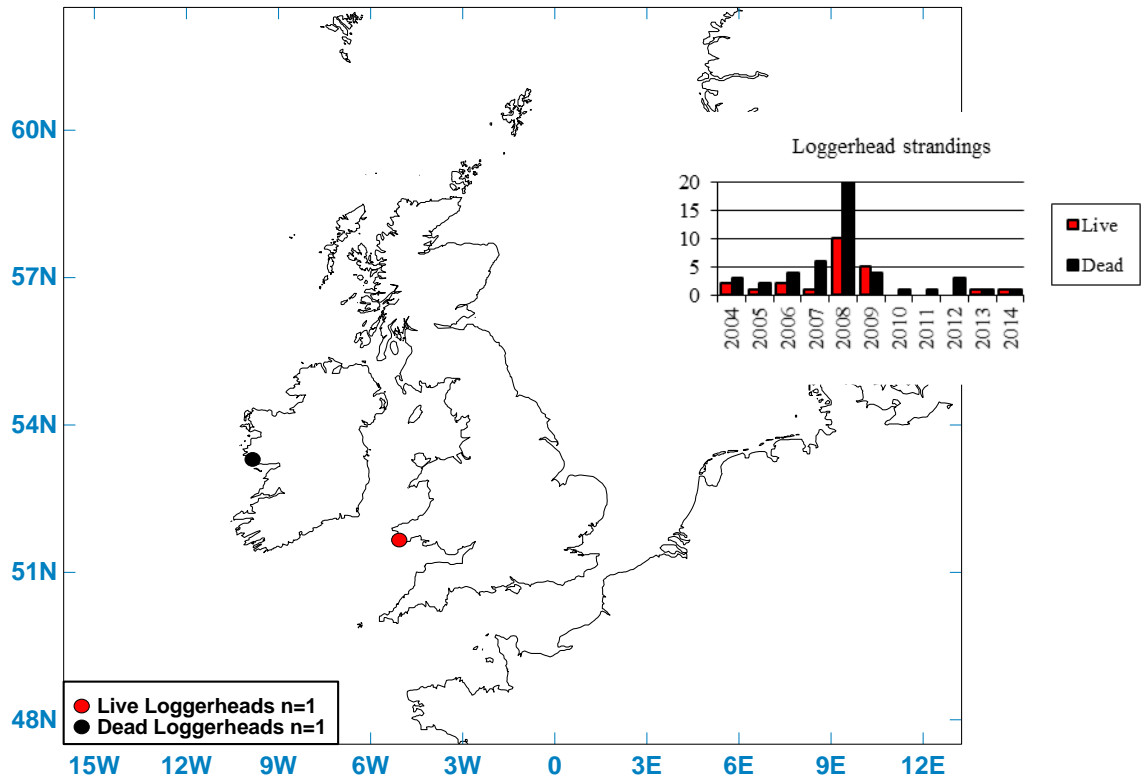 60N
57N
54N
51N
48N
15W 12W 9W 6W 3W 0 3E 6E 9E 12E
Loggerhead strandings
20
15
10
5
0
2004 2005 2006 2007 2008 2009 2010 2011 2012 2013 2014
Live
Dead
Live Loggerheads n=1
Dead Loggerheads n=1